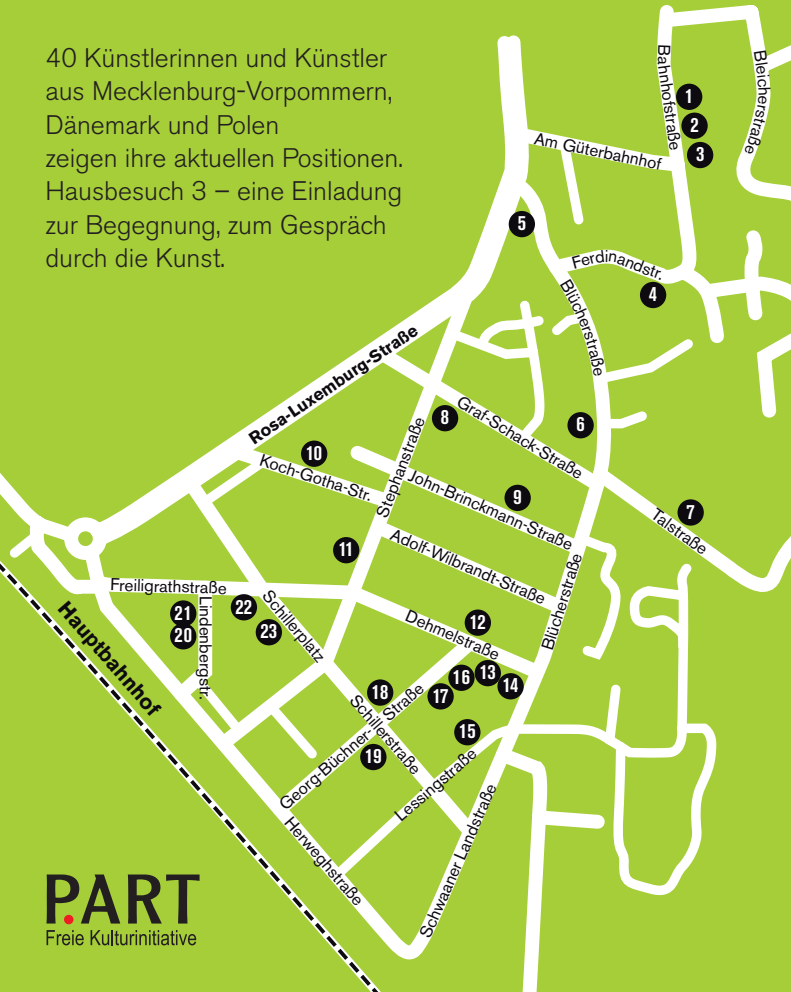 40 Künstlerinnen und Künstler
aus Mecklenburg-Vorpommern,
Dänemark und Polen
zeigen ihre aktuellen Positionen.
Hausbesuch 3 – eine Einladung
zur Begegnung, zum Gespräch
durch die Kunst.
Bahnhofstraße
Bleicherstraße
1
2
3
Am Güterbahnhof
5
Ferdinandstr.
4
Blücherstraße
Rosa-Luxemburg-Straße
8
Graf-Schack-Straße
6
10
Koch-Gotha-Str.
Stephanstraße
John-Brinckmann-Straße
9
7
Talstraße
11
Adolf-Wilbrandt-Straße
Blücherstraße
Freiligrathstraße
21
20
Lindenbergstr.
22
23
Schillerplatz
12
Dehmelstraße
Hauptbahnhof
18
17
16
13
14
Georg-Büchner-Straße
Schillerstraße
15
19
Lessingstraße
Herweghstraße
Schwaaner Landstraße
P.ART
Freie Kulturinitiative